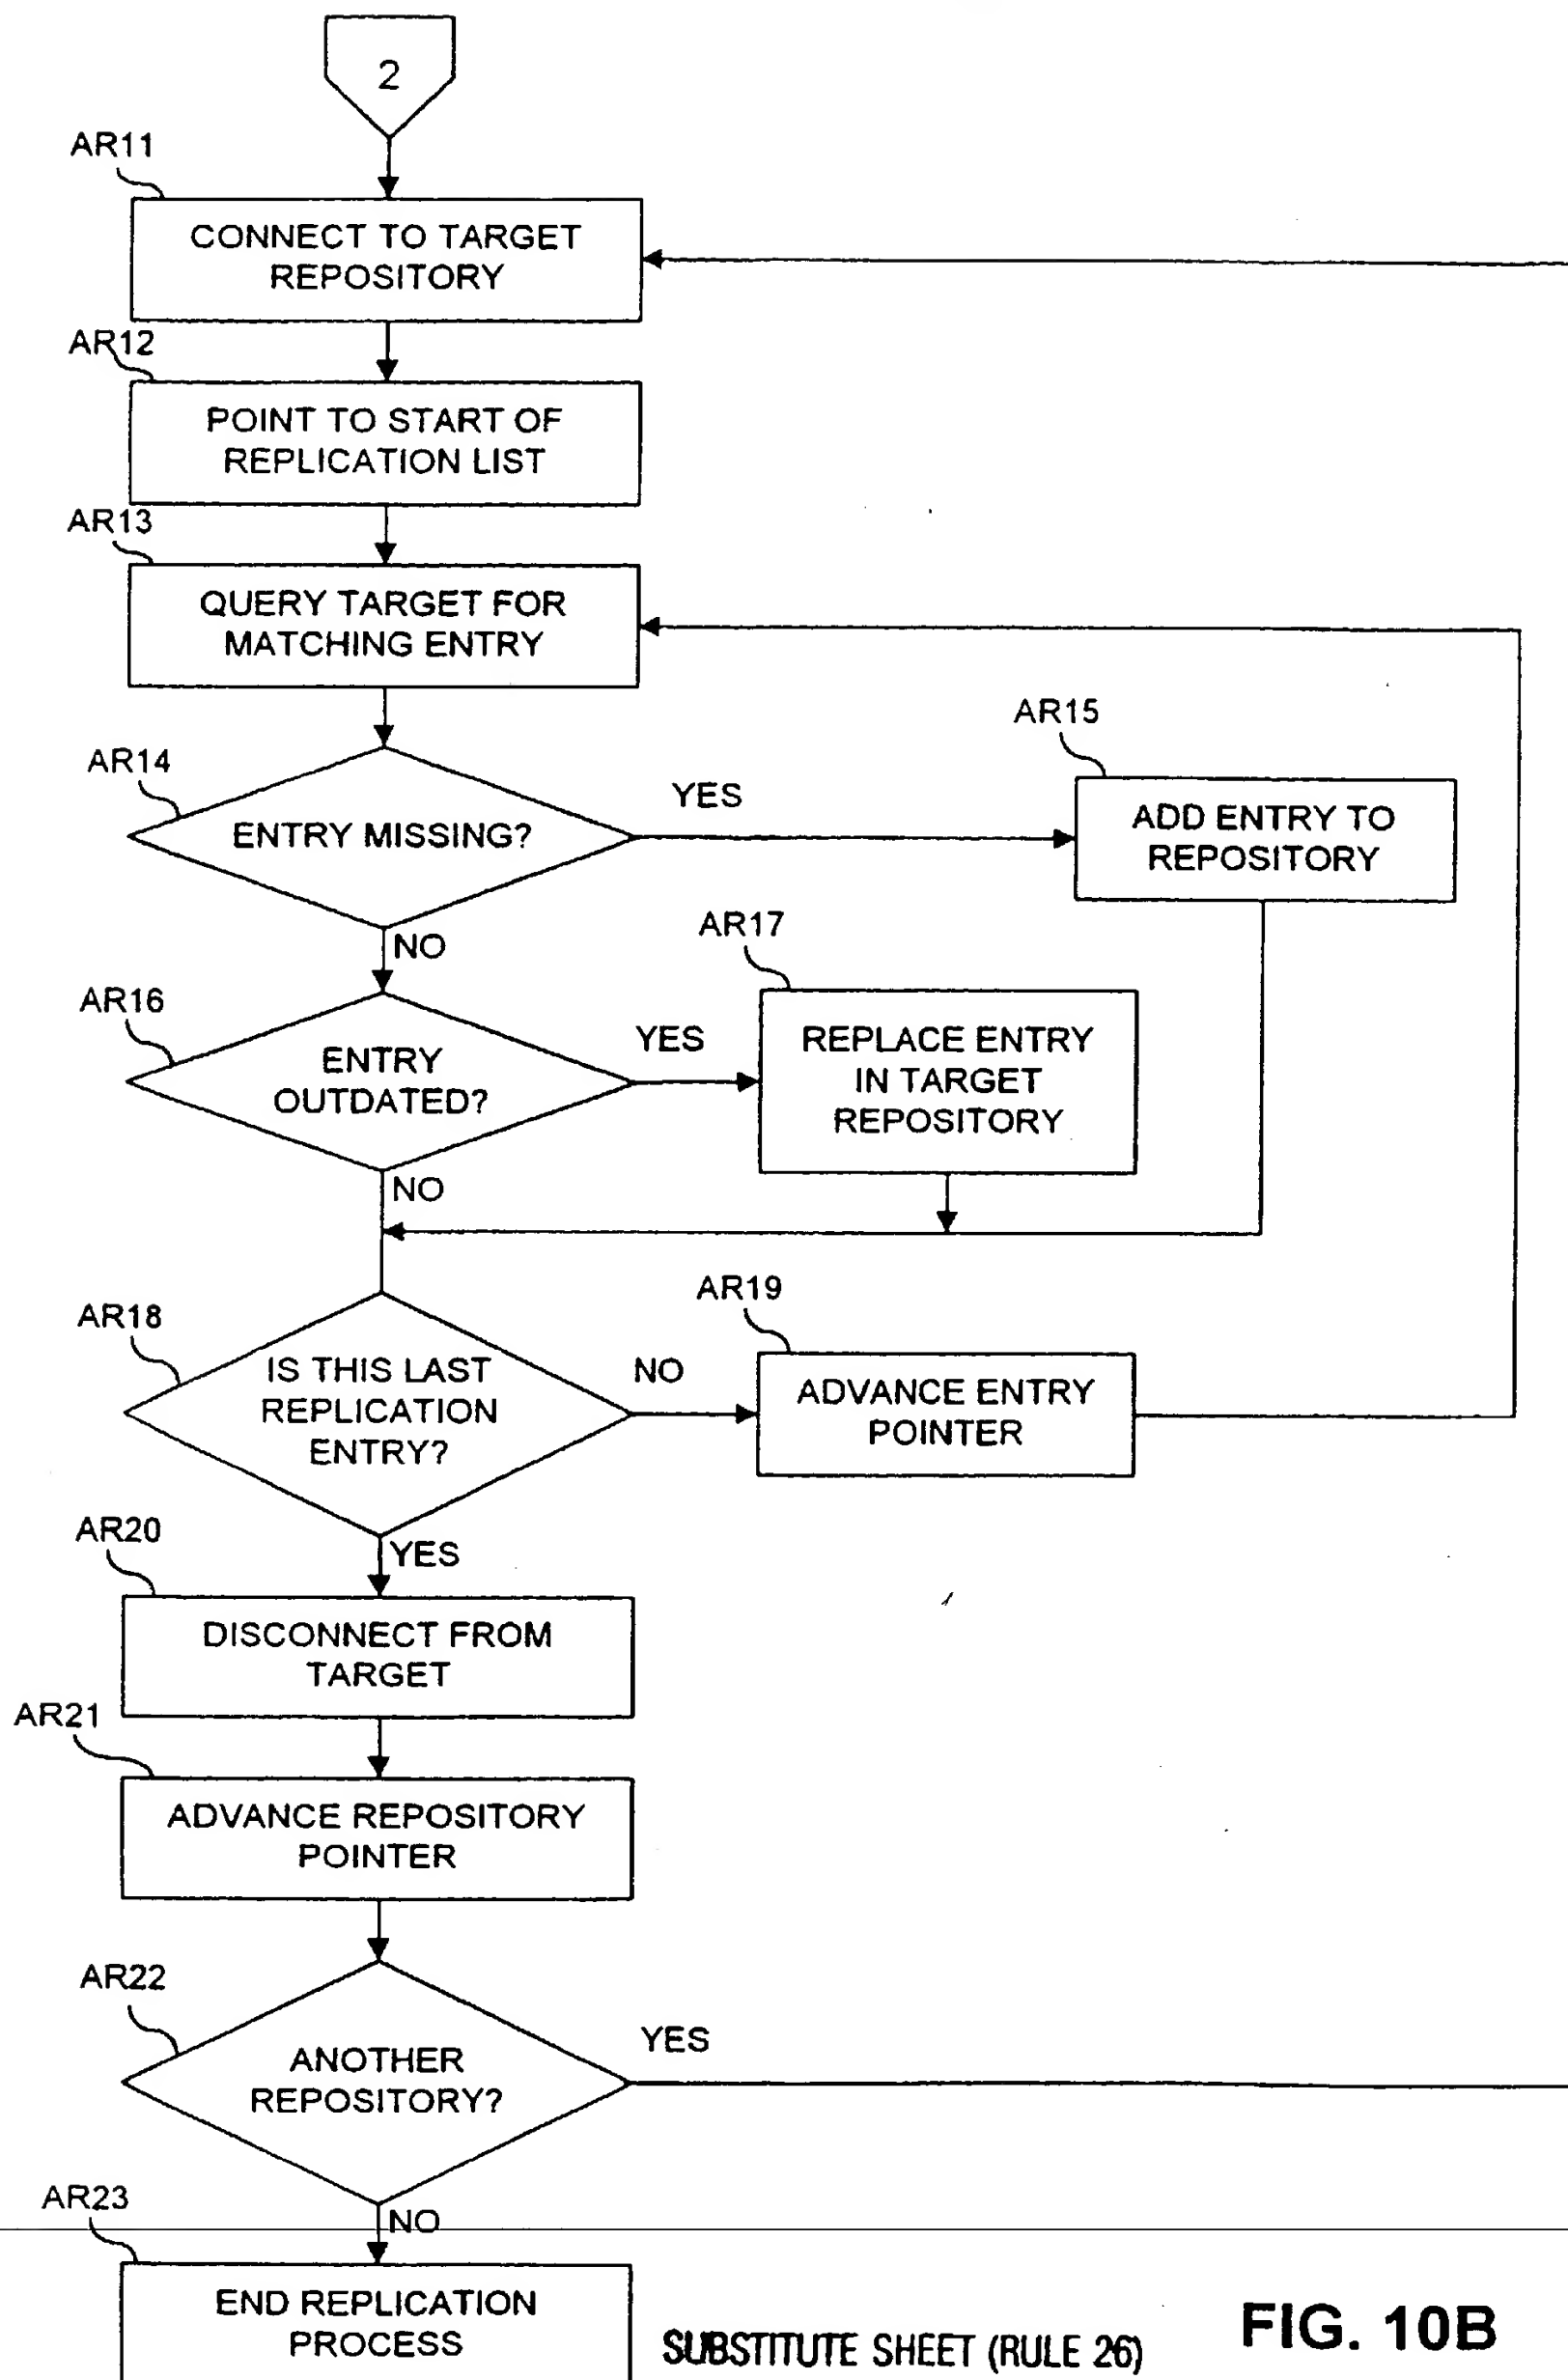 2
AR11
CONNECT TO TARGET
REPOSITORY
AR12
POINT TO START OF
REPLICATION LIST
AR13
QUERY TARGET FOR
MATCHING ENTRY
AR14
ENTRY MISSING?
YES
AR15
ADD ENTRY TO
REPOSITORY
NO
AR16
ENTRY
OUTDATED?
YES
AR17
REPLACE ENTRY
IN TARGET
REPOSITORY
NO
AR18
IS THIS LAST
REPLICATION
ENTRY?
NO
AR19
ADVANCE ENTRY
POINTER
YES
AR20
DISCONNECT FROM
TARGET
AR21
ADVANCE REPOSITORY
POINTER
AR22
ANOTHER
REPOSITORY?
YES
NO
AR23
END REPLICATION
PROCESS
SUBSTITUTE SHEET (RULE 26)
FIG. 10B